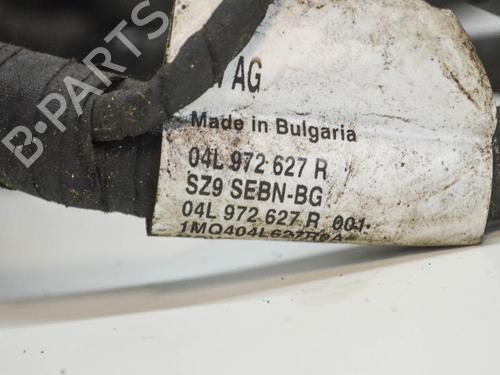 AG
Made in Bulgaria
04L 972 627 R
SZ9 SEBN-BG
04L 972 627 R 001
B-PARTS